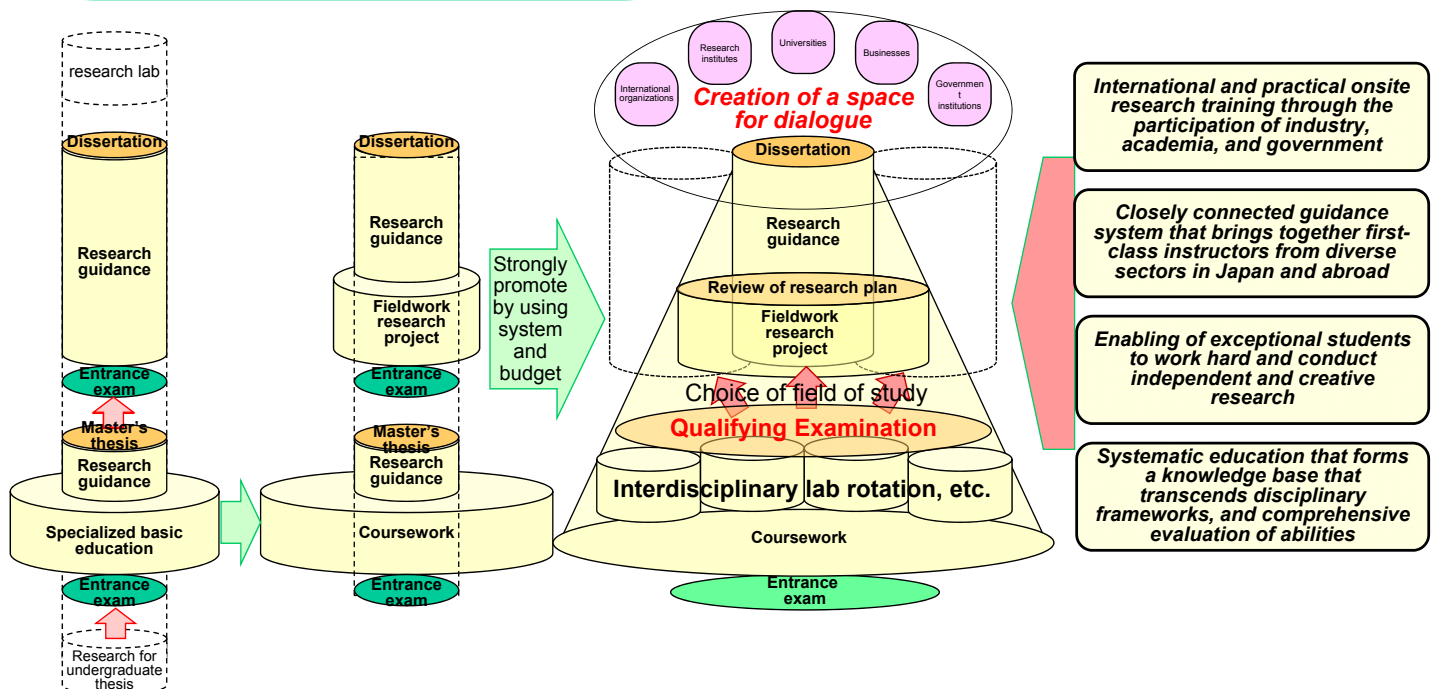 research lab
Dissertation
Research
guidance
Entrance
exam
Master's
thesis
Research
guidance
Specialized basic
education
Entrance
exam
Research for
undergraduate
thesis
Dissertation
Research
guidance
Fieldwork
research
project
Entrance
exam
Master's
thesis
Research
guidance
Coursework
Entrance
exam
Strongly
promote
by using
system
and
budget
International
organizations
Research
institutes
Universities
Businesses
Governmen
t
institutions
Creation of a space
for dialogue
Dissertation
Research
guidance
Review of research plan
Fieldwork
research
project
Choice of field of study
Qualifying Examination
Interdisciplinary lab rotation, etc.
Coursework
Entrance
exam
International and practical onsite
research training through the
participation of industry,
academia, and government
Closely connected guidance
system that brings together first-
class instructors from diverse
sectors in Japan and abroad
Enabling of exceptional students
to work hard and conduct
independent and creative
research
Systematic education that forms
a knowledge base that
transcends disciplinary
frameworks, and comprehensive
evaluation of abilities